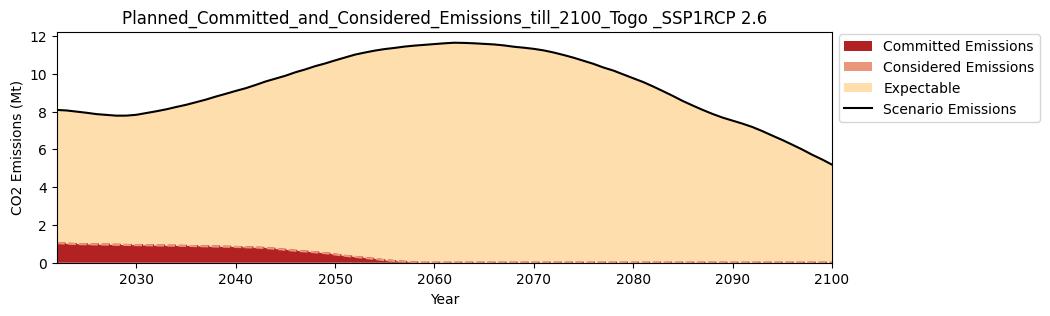 Planned_Committed_and_Considered_Emissions_till_2100_Togo _SSP1RCP 2.6
12
10
8
6
4
2
0
CO2 Emissions (Mt)
2030 2040 2050 2060 2070 2080 2090 2100
Year
Committed Emissions
Considered Emissions
Expectable
Scenario Emissions